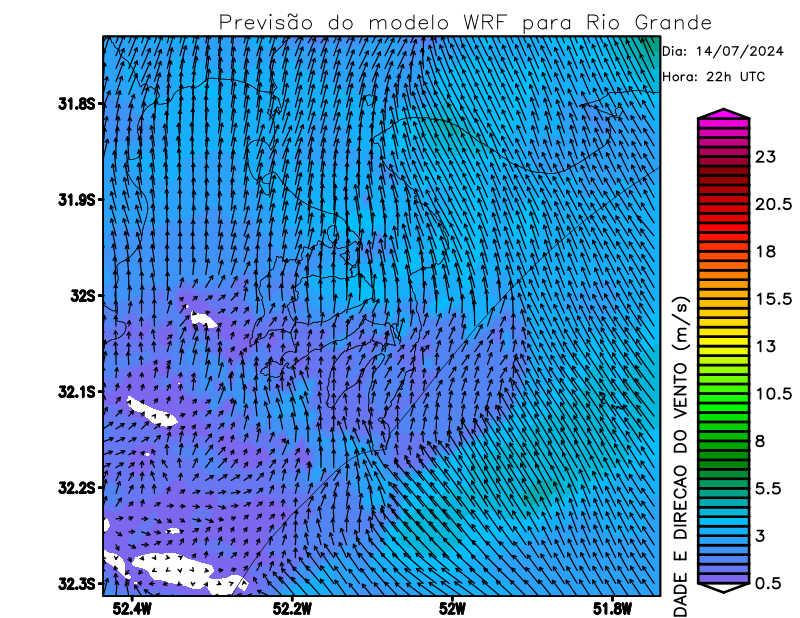 Previsão do modelo WRF para Rio Grande
Dia: 14/07/2024
Hora: 22h UTC
31.8S
31.9S
32S
32.1S
32.2S
32.3S
52.4W
52.2W
52W
51.8W
23
20.5
18
15.5
13
10.5
8
5.5
3
0.5
DADE E DIRECAO DO VENTO (m/s)